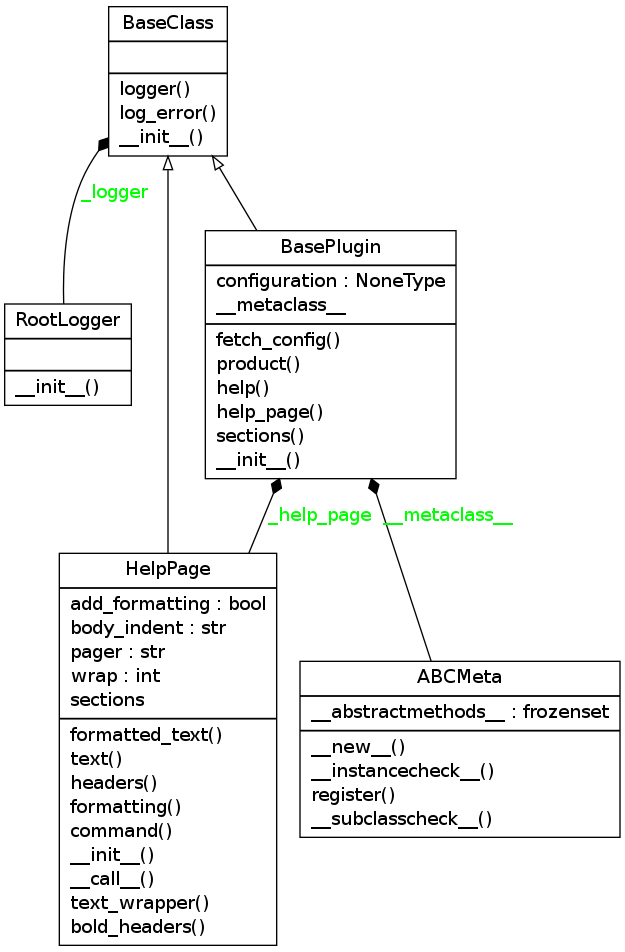 BaseClass
logger()
log_error()
__init__()
_logger
BasePlugin
configuration : NoneType
__metaclass__
fetch_config()
product()
help()
help_page()
sections()
__init__()
RootLogger
__init__()
_help_page
__metaclass__
HelpPage
add_formatting : bool
body_indent : str
pager : str
wrap : int
sections
formatted_text()
text()
headers()
formatting()
command()
__init__()
__call__()
text_wrapper()
bold_headers()
ABCMeta
__abstractmethods__ : frozenset
__new__()
__instancecheck__()
register()
__subclasscheck__()